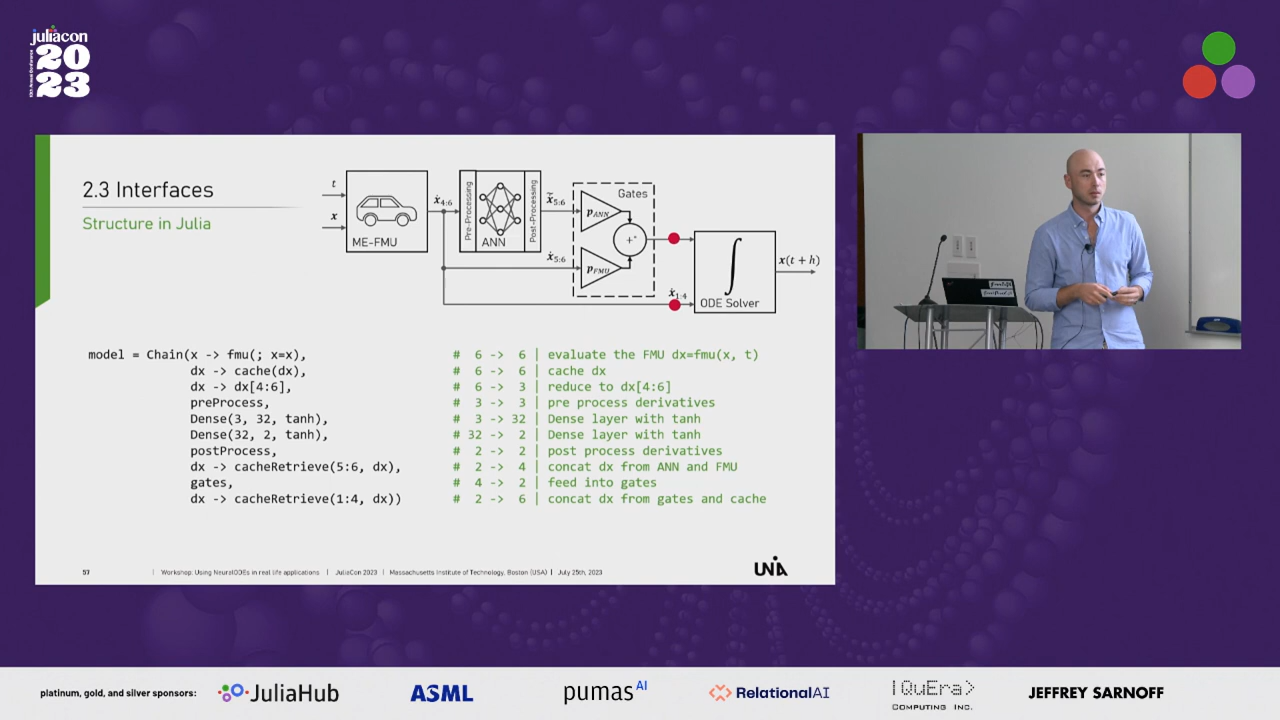 juliacon
20
23
2.3 Interfaces
Structure in Julia
t
x
ME-FMU
ẋ4:6
Pre-Processing
ANN
Post-Processing
x̃̇5:6
ẋ5:6
Gates
pANN
pFMU
+
ẋ1:4
∫
ODE Solver
x(t + h)
model = Chain(x -> fmu(; x=x), # 6 -> 6 | evaluate the FMU dx=fmu(x, t)
dx -> cache(dx), # 6 -> 6 | cache dx
dx -> dx[4:6], # 6 -> 3 | reduce to dx[4:6]
preProcess, # 3 -> 3 | pre process derivatives
Dense(3, 32, tanh), # 3 -> 32 | Dense layer with tanh
Dense(32, 2, tanh), # 32 -> 2 | Dense layer with tanh
postProcess, # 2 -> 2 | post process derivatives
dx -> cacheRetrieve(5:6, dx), # 2 -> 4 | concat dx from ANN and FMU
gates, # 4 -> 2 | feed into gates
dx -> cacheRetrieve(1:4, dx)) # 2 -> 6 | concat dx from gates and cache
57 | Workshop: Using NeuralODEs in real life applications | JuliaCon 2023 | Massachusetts Institute of Technology, Boston (USA) | July 25th, 2023
UNIA
platinum, gold, and silver sponsors:
JuliaHub
ASML
pumasAI
RelationalAI
|QuEra>
COMPUTING INC.
JEFFREY SARNOFF